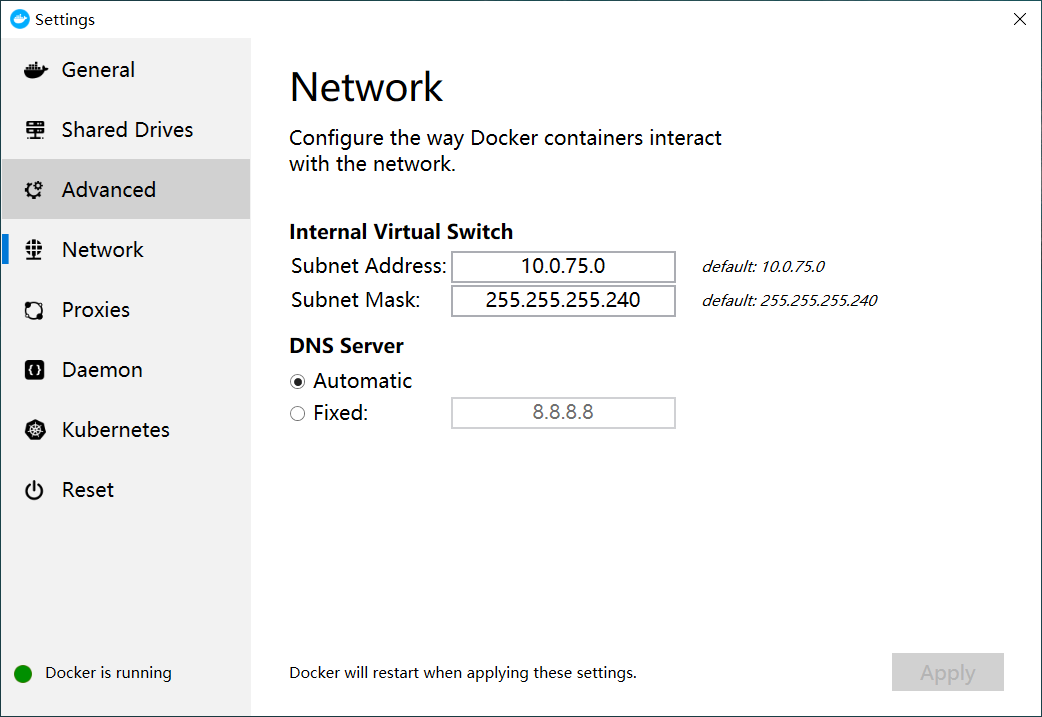 Settings
General
Shared Drives
Advanced
Network
Proxies
Daemon
Kubernetes
Reset
Docker is running
Network
Configure the way Docker containers interact
with the network.
Internal Virtual Switch
Subnet Address: 10.0.75.0 default: 10.0.75.0
Subnet Mask: 255.255.255.240 default: 255.255.255.240
DNS Server
Automatic
Fixed: 8.8.8.8
Docker will restart when applying these settings.
Apply